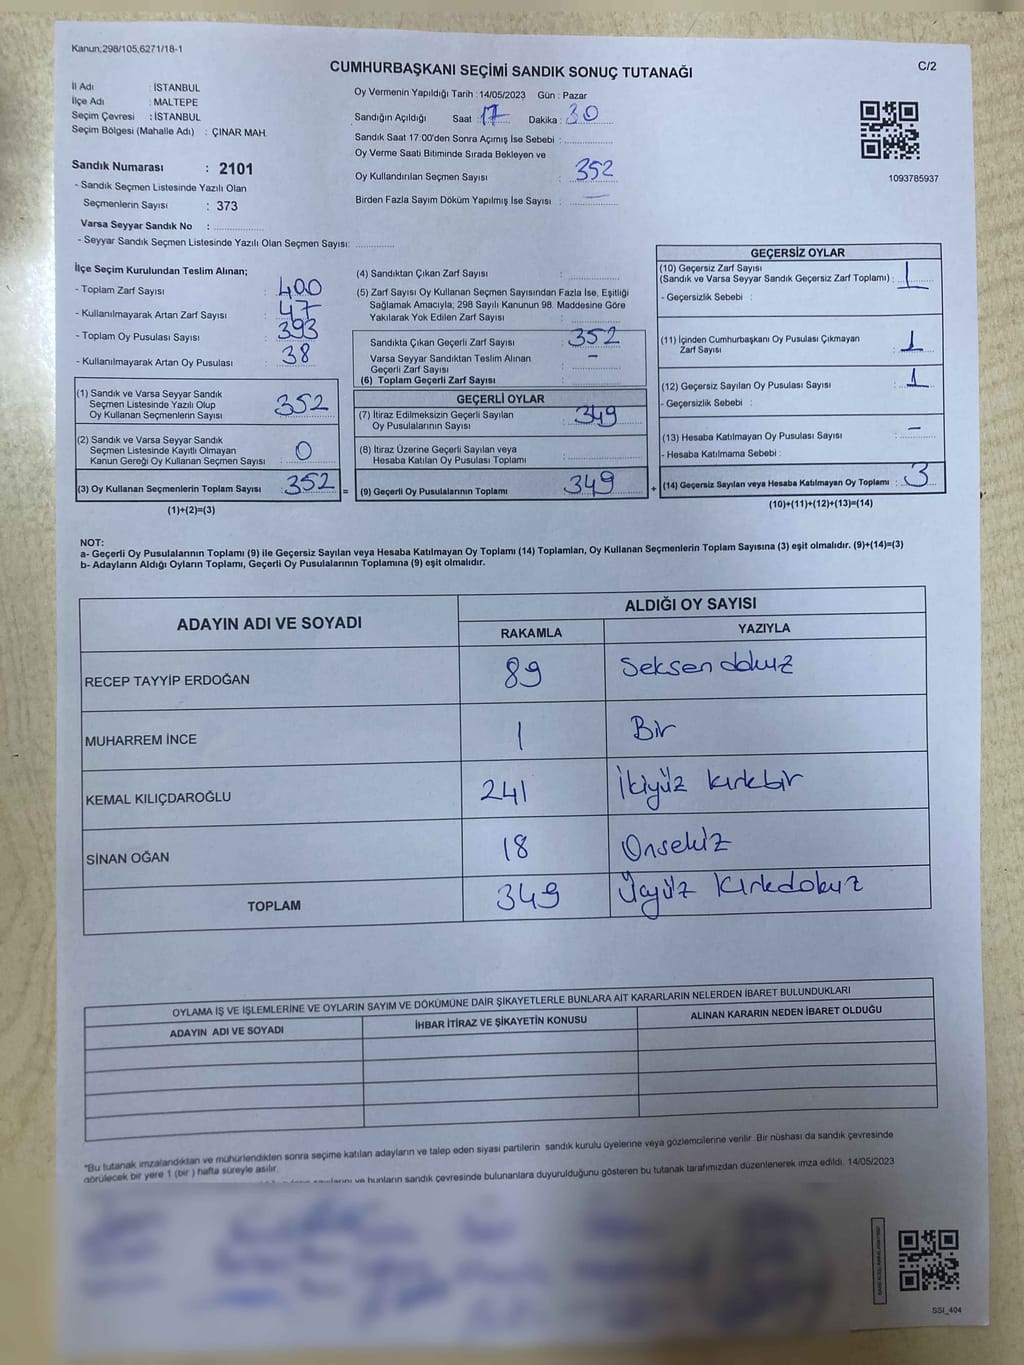 Kanun;298/105,6271/18-1
C/2
CUMHURBAŞKANI SEÇİMİ SANDIK SONUÇ TUTANAĞI
İl Adı : İSTANBUL
İlçe Adı : MALTEPE
Seçim Çevresi : İSTANBUL
Seçim Bölgesi (Mahalle Adı) : ÇINAR MAH.
Sandık Numarası : 2101
- Sandık Seçmen Listesinde Yazılı Olan
Seçmenlerin Sayısı : 373
Varsa Seyyar Sandık No :
- Seyyar Sandık Seçmen Listesinde Yazılı Olan Seçmen Sayısı:
Oy Vermenin Yapıldığı Tarih :14/05/2023 Gün : Pazar
Sandığın Açıldığı Saat : 17 Dakika : 30
Sandık Saat 17:00'den Sonra Açımış İse Sebebi :
Oy Verme Saati Bitiminde Sırada Bekleyen ve
Oy Kullandırılan Seçmen Sayısı : 352
Birden Fazla Sayım Döküm Yapılmış İse Sayısı : —
1093785937
İlçe Seçim Kurulundan Teslim Alınan;
- Toplam Zarf Sayısı : 400
- Kullanılmayarak Artan Zarf Sayısı : 47
- Toplam Oy Pusulası Sayısı : 393
- Kullanılmayarak Artan Oy Pusulası : 38
(1) Sandık ve Varsa Seyyar Sandık
Seçmen Listesinde Yazılı Olup
Oy Kullanan Seçmenlerin Sayısı : 352
(2) Sandık ve Varsa Seyyar Sandık
Seçmen Listesinde Kayıtlı Olmayan
Kanun Gereği Oy Kullanan Seçmen Sayısı : 0
(3) Oy Kullanan Seçmenlerin Toplam Sayısı : 352
(1)+(2)=(3)
(4) Sandıktan Çıkan Zarf Sayısı :
(5) Zarf Sayısı Oy Kullanan Seçmen Sayısından Fazla İse, Eşitliği
Sağlamak Amacıyla; 298 Sayılı Kanunun 98. Maddesine Göre
Yakılarak Yok Edilen Zarf Sayısı :
Sandıkta Çıkan Geçerli Zarf Sayısı : 352
Varsa Seyyar Sandıktan Teslim Alınan
Geçerli Zarf Sayısı : –
(6) Toplam Geçerli Zarf Sayısı :
GEÇERLİ OYLAR
(7) İtiraz Edilmeksizin Geçerli Sayılan
Oy Pusulalarının Sayısı : 349
(8) İtiraz Üzerine Geçerli Sayılan veya
Hesaba Katılan Oy Pusulası Toplamı :
= (9) Geçerli Oy Pusulalarının Toplamı : 349
GEÇERSİZ OYLAR
(10) Geçersiz Zarf Sayısı
(Sandık ve Varsa Seyyar Sandık Geçersiz Zarf Toplamı) : 1
- Geçersizlik Sebebi :
(11) İçinden Cumhurbaşkanı Oy Pusulası Çıkmayan
Zarf Sayısı : 1
(12) Geçersiz Sayılan Oy Pusulası Sayısı : 1
- Geçersizlik Sebebi :
(13) Hesaba Katılmayan Oy Pusulası Sayısı : –
- Hesaba Katılmama Sebebi :
+ (14) Geçersiz Sayılan veya Hesaba Katılmayan Oy Toplamı : 3
(10)+(11)+(12)+(13)=(14)
NOT:
a- Geçerli Oy Pusulalarının Toplamı (9) ile Geçersiz Sayılan veya Hesaba Katılmayan Oy Toplamı (14) Toplamları, Oy Kullanan Seçmenlerin Toplam Sayısına (3) eşit olmalıdır. (9)+(14)=(3)
b- Adayların Aldığı Oyların Toplamı, Geçerli Oy Pusulalarının Toplamına (9) eşit olmalıdır.
ADAYIN ADI VE SOYADI
ALDIĞI OY SAYISI
RAKAMLA YAZIYLA
RECEP TAYYİP ERDOĞAN 89 Seksen dokuz
MUHARREM İNCE 1 Bir
KEMAL KILIÇDAROĞLU 241 İkiyüz kırkbir
SİNAN OĞAN 18 Onsekiz
TOPLAM 349 Üçyüz kırkdokuz
OYLAMA İŞ VE İŞLEMLERİNE VE OYLARIN SAYIM VE DÖKÜMÜNE DAİR ŞİKAYETLERLE BUNLARA AİT KARARLARIN NELERDEN İBARET BULUNDUKLARI
ADAYIN ADI VE SOYADI İHBAR İTİRAZ VE ŞİKAYETİN KONUSU ALINAN KARARIN NEDEN İBARET OLDUĞU
*Bu tutanak imzalandıktan ve mühürlendikten sonra seçime katılan adayların ve talep eden siyasi partilerin sandık kurulu üyelerine veya gözlemcilerine verilir. Bir nüshası da sandık çevresinde
görülecek bir yere 1 (bir ) hafta süreyle asılır.
bunların sandık çevresinde bulunanlara duyurulduğunu gösteren bu tutanak tarafımızdan düzenlenerek imza edildi. 14/05/2023
SSI_404